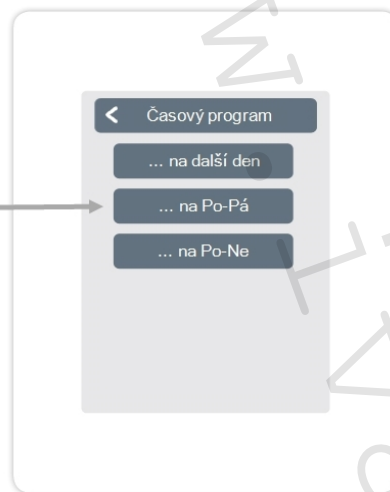 Časový program
... na další den
... na Po-Pá
... na Po-Ne